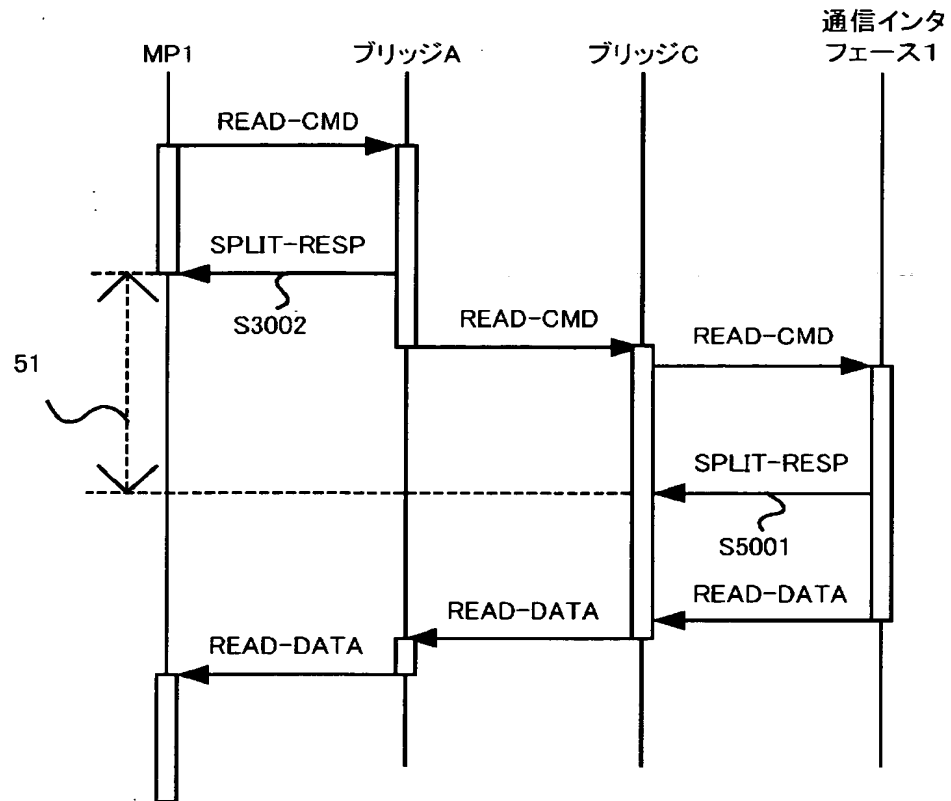 通信インタ
フェース1
MP1
ブリッジA
ブリッジC
READ-CMD
SPLIT-RESP
S3002
READ-CMD
READ-CMD
51
SPLIT-RESP
S5001
READ-DATA
READ-DATA
READ-DATA